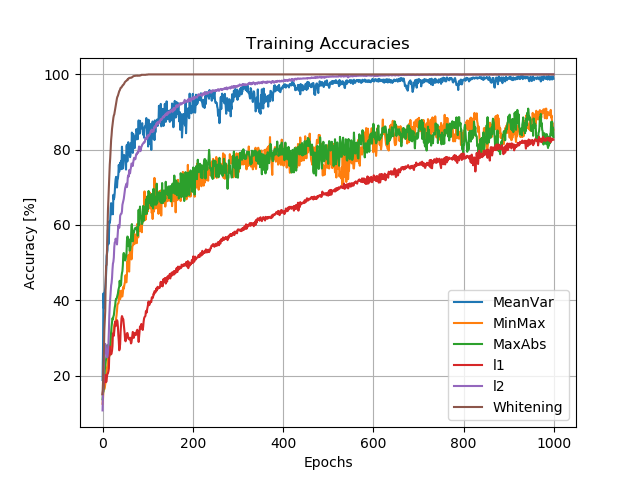 Training Accuracies
Accuracy [%]
100
80
60
40
20
0
200
400
600
800
1000
Epochs
MeanVar
MinMax
MaxAbs
l1
l2
Whitening